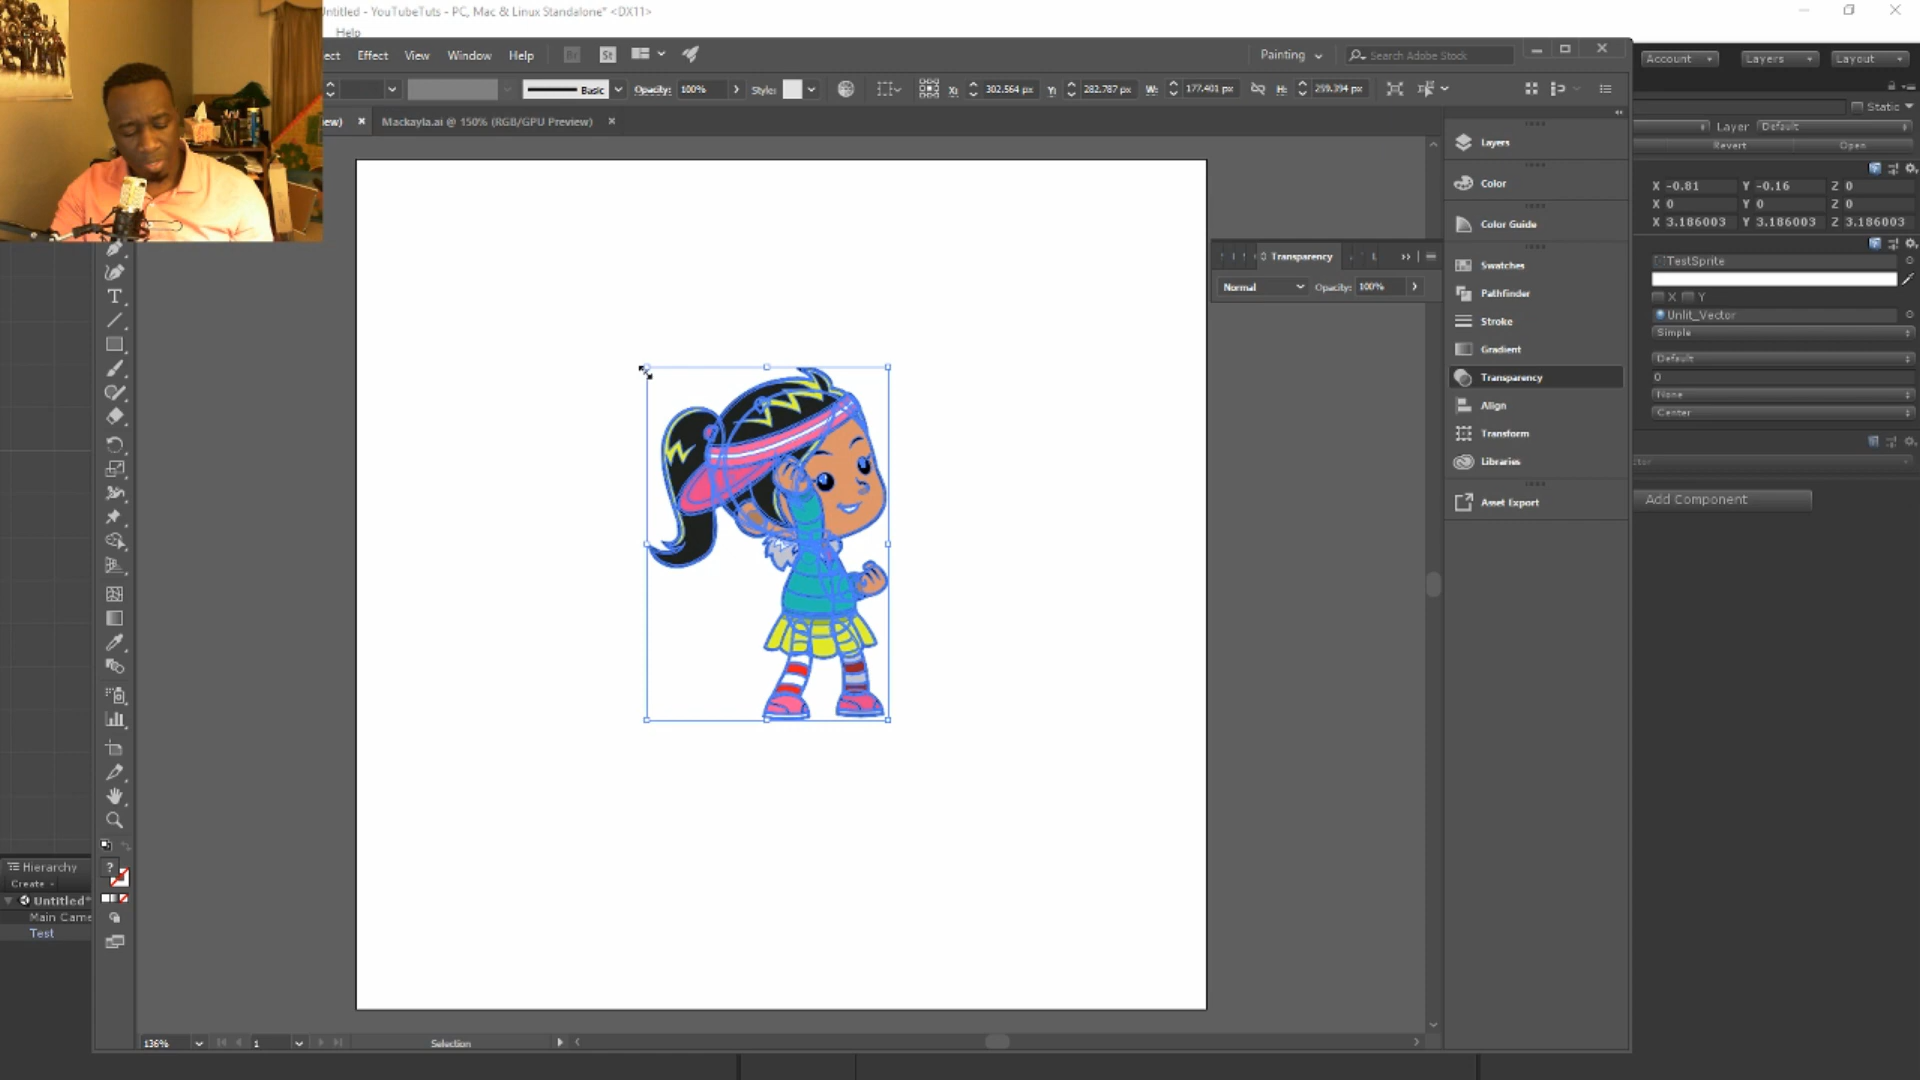 Untitled - YouTubeTuts - PC, Mac & Linux Standalone* <DX11>
Help
ect Effect View Window Help Br St Painting Search Adobe Stock
Basic Opacity: 100% Style: X: 302.564 px Y: 282.787 px W: 177.401 px H: 259.394 px
ew) × Mackayla.ai @ 150% (RGB/GPU Preview) ×
Account Layers Layout
Static
Layer Default
Revert Open
X -0.81 Y -0.16 Z 0
X 0 Y 0 Z 0
X 3.186003 Y 3.186003 Z 3.186003
TestSprite
X Y
Unlit_Vector
Simple
Default
0
None
Center
tor
Add Component
Layers
Color
Color Guide
Swatches
Pathfinder
Stroke
Gradient
Transparency
Align
Transform
Libraries
Asset Export
Transparency
Normal Opacity: 100%
T
?
Hierarchy
Create
Untitled*
Main Came
Test
136% 1 Selection